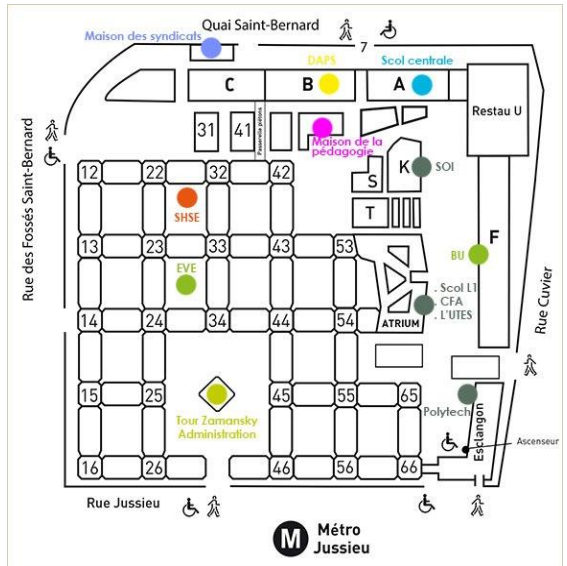 Quai Saint-Bernard
Maison des syndicats
7
DAPS
Scol centrale
C
B
A
Restau U
31
41
Passerelle piétons
Maison de la
pédagogie
K
SOI
S
T
Rue des Fossés Saint-Bernard
12
22
32
42
SHSE
13
23
33
43
53
F
BU
EVE
. Scol L1
. CFA
. L'UTES
ATRIUM
Rue Cuvier
14
24
34
44
54
15
25
45
55
65
Tour Zamansky
Administration
Polytech
Esclangon
Ascenseur
16
26
46
56
66
Rue Jussieu
M
Métro
Jussieu